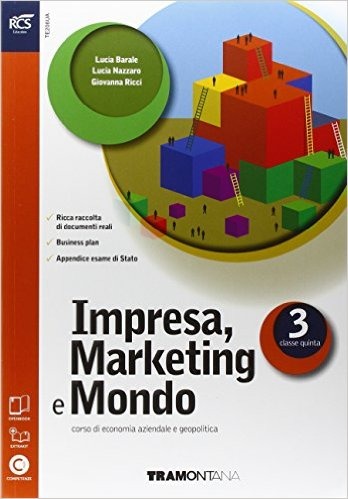 RCS
Education
TE206UA
Lucia Barale
Lucia Nazzaro
Giovanna Ricci
✓ Ricca raccolta
di documenti reali
✓ Business plan
✓ Appendice esame di Stato
Impresa,
Marketing
e Mondo
corso di economia aziendale e geopolitica
3
classe quinta
OPENBOOK
EXTRAKIT
C
COMPETENZE
TRAMONTANA